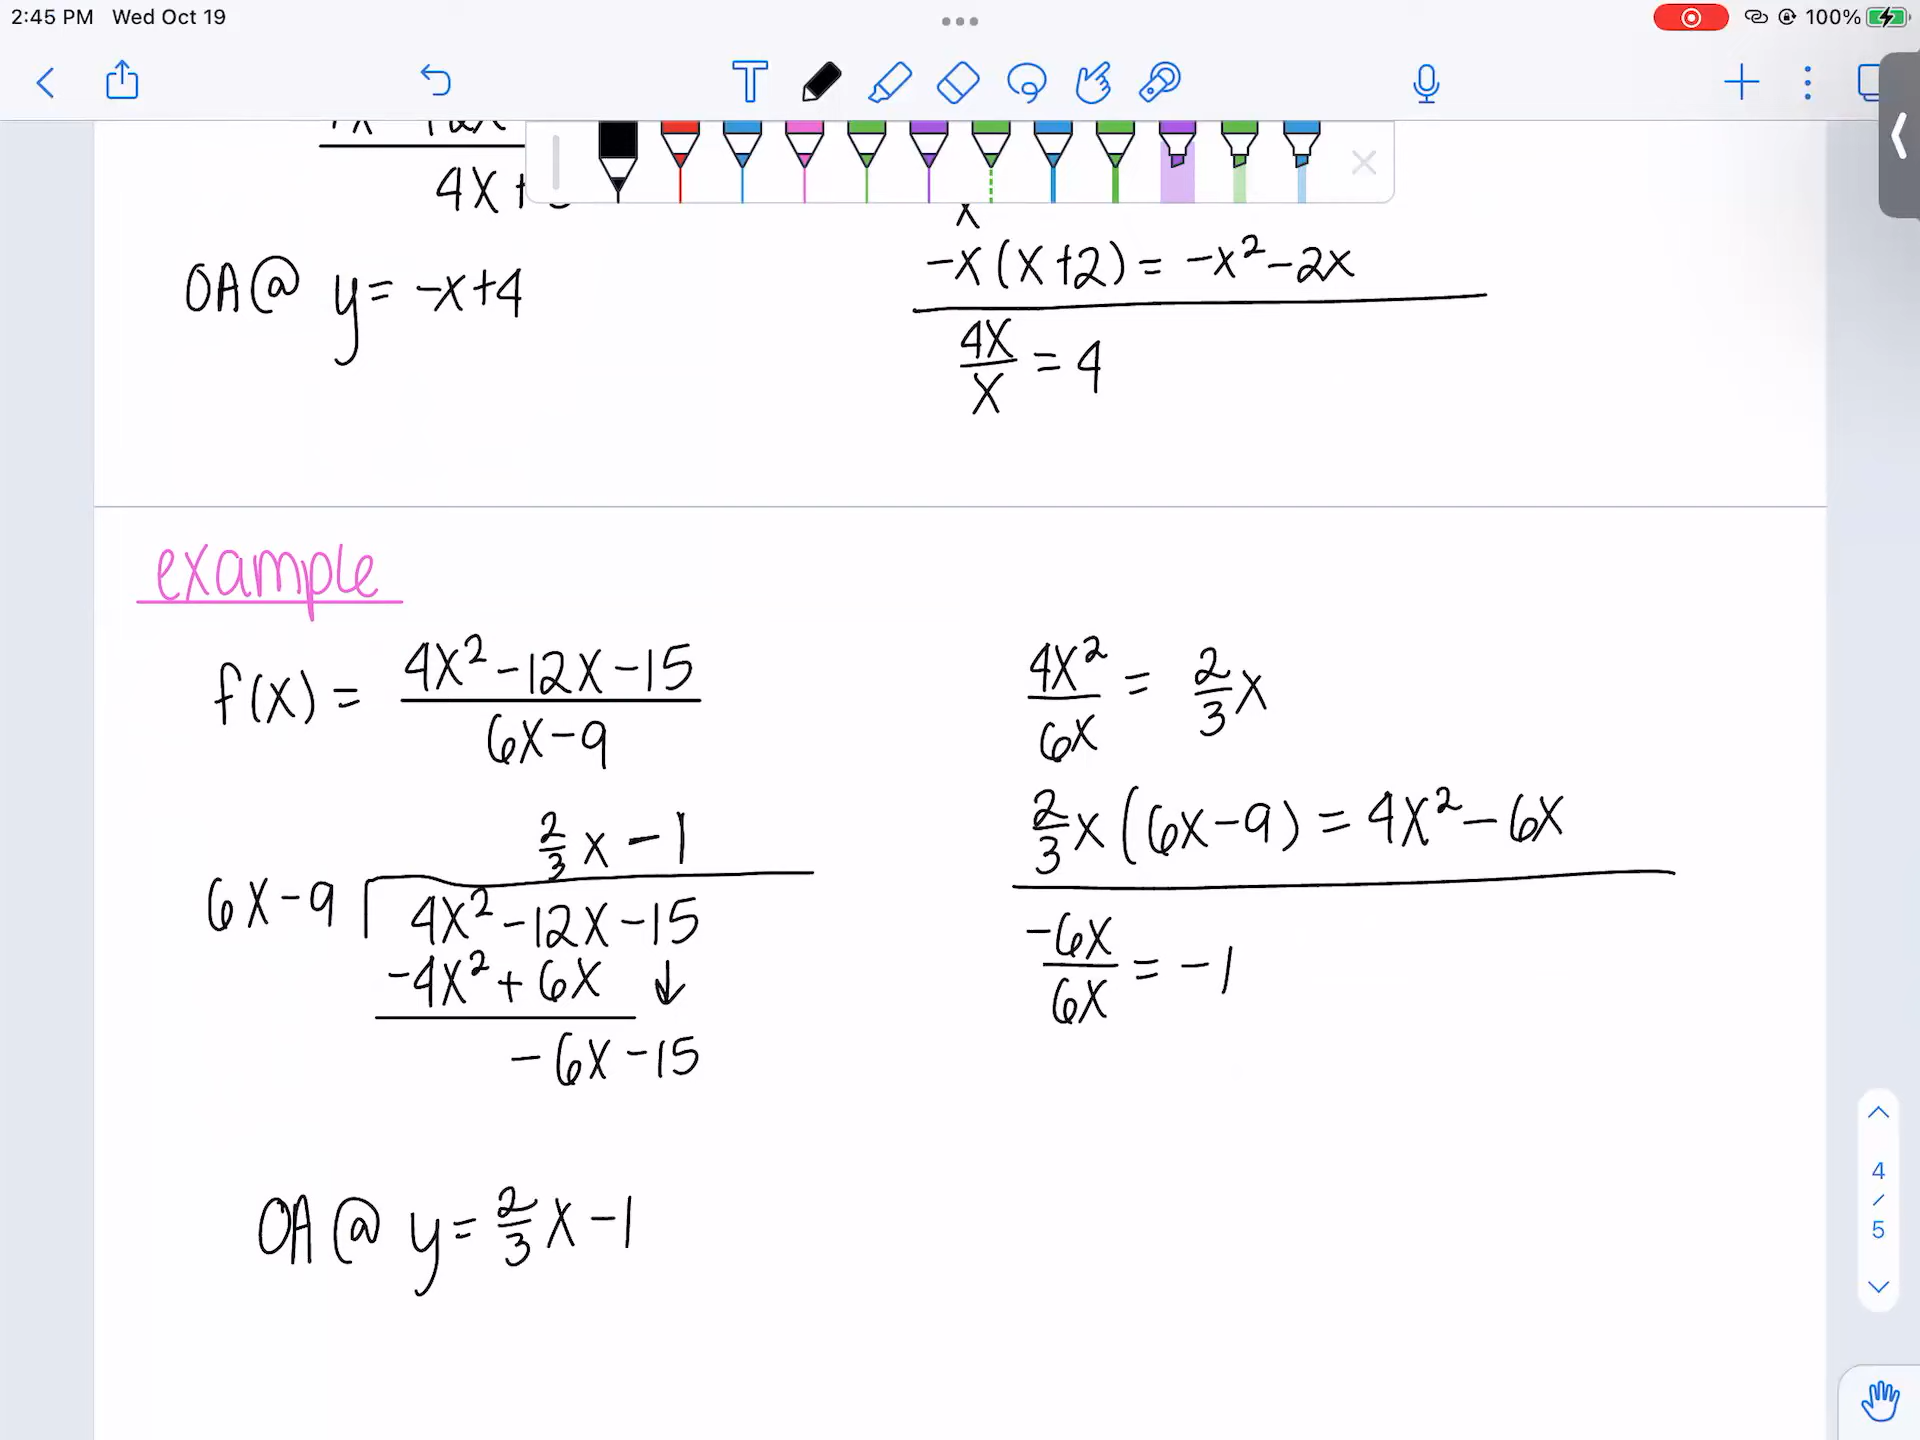 2:45 PM Wed Oct 19
100%
4x +
x
-x(x+2) = -x²-2x
OA@ y= -x+4
4x/x = 4
example
f(x) = (4x²-12x-15)/(6x-9)
4x²/6x = 2/3 x
2/3 x (6x-9) = 4x²-6x
2/3 x -1
6x-9 4x²-12x-15
-4x²+6x ↓
-6x/6x = -1
-6x-15
OA@ y= 2/3 x -1
4
/
5